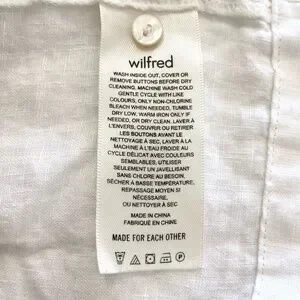 wilfred
WASH INSIDE OUT, COVER OR
REMOVE BUTTONS BEFORE DRY
CLEANING, MACHINE WASH COLD
GENTLE CYCLE WITH LIKE
COLOURS, ONLY NON-CHLORINE
BLEACH WHEN NEEDED, TUMBLE
DRY LOW, WARM IRON ONLY IF
NEEDED, OR DRY CLEAN. LAVER À
L'ENVERS, COUVRIR OU RETIRER
LES BOUTONS AVANT LE
NETTOYAGE À SEC, LAVER À LA
MACHINE À L'EAU FROIDE AU
CYCLE DÉLICAT AVEC COULEURS
SEMBLABLES, UTILISER
SEULEMENT UN JAVELLISANT
SANS CHLORE AU BESOIN,
SÉCHER À BASSE TEMPÉRATURE,
REPASSAGE MOYEN SI
NÉCESSAIRE,
OU NETTOYER À SEC
MADE IN CHINA
FABRIQUÉ EN CHINE
MADE FOR EACH OTHER
P